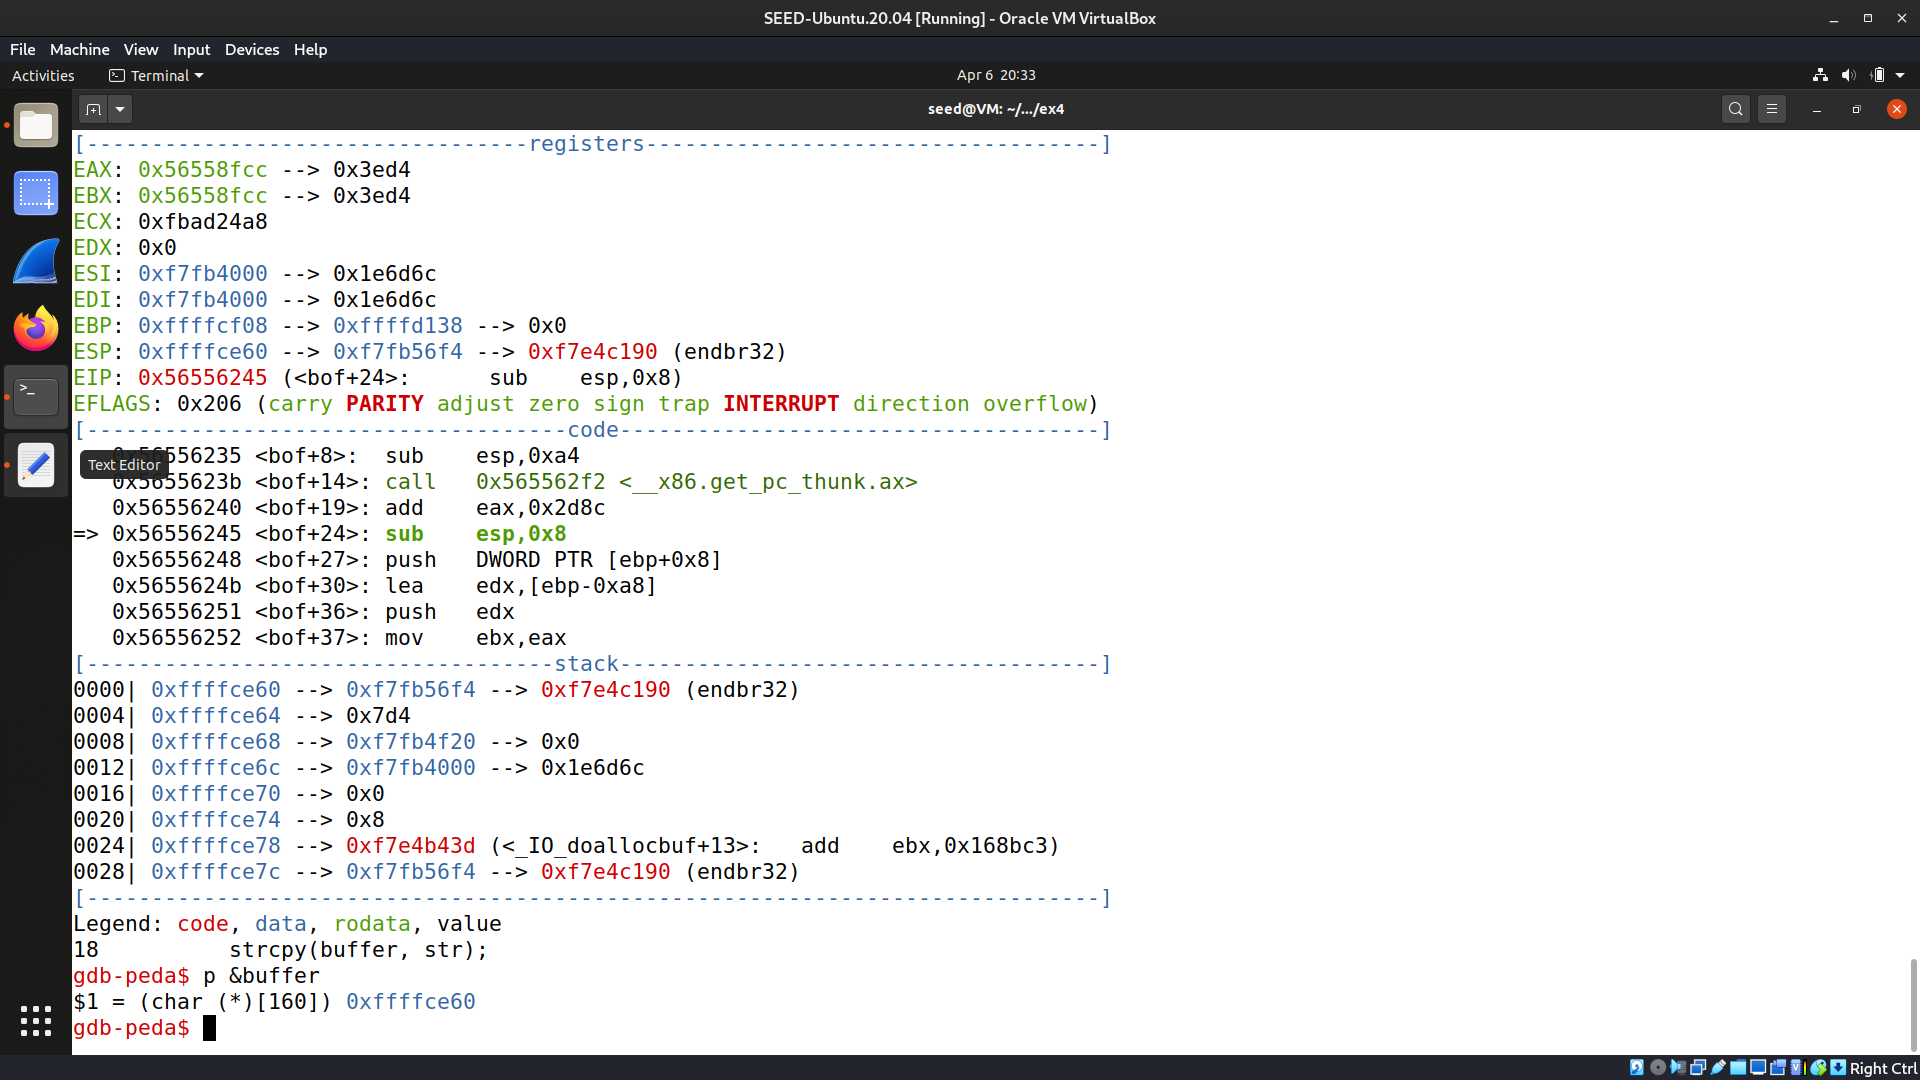 SEED-Ubuntu.20.04 [Running] - Oracle VM VirtualBox
File Machine View Input Devices Help
Activities Terminal Apr 6 20:33
seed@VM: ~/.../ex4
[----------------------------------registers-----------------------------------]
EAX: 0x56558fcc --> 0x3ed4
EBX: 0x56558fcc --> 0x3ed4
ECX: 0xfbad24a8
EDX: 0x0
ESI: 0xf7fb4000 --> 0x1e6d6c
EDI: 0xf7fb4000 --> 0x1e6d6c
EBP: 0xffffcf08 --> 0xffffd138 --> 0x0
ESP: 0xffffce60 --> 0xf7fb56f4 --> 0xf7e4c190 (endbr32)
EIP: 0x56556245 (<bof+24>: sub esp,0x8)
EFLAGS: 0x206 (carry PARITY adjust zero sign trap INTERRUPT direction overflow)
[-------------------------------------code-------------------------------------]
0x56556235 <bof+8>: sub esp,0xa4
Text Editor
0x5655623b <bof+14>: call 0x565562f2 <__x86.get_pc_thunk.ax>
0x56556240 <bof+19>: add eax,0x2d8c
=> 0x56556245 <bof+24>: sub esp,0x8
0x56556248 <bof+27>: push DWORD PTR [ebp+0x8]
0x5655624b <bof+30>: lea edx,[ebp-0xa8]
0x56556251 <bof+36>: push edx
0x56556252 <bof+37>: mov ebx,eax
[------------------------------------stack-------------------------------------]
0000| 0xffffce60 --> 0xf7fb56f4 --> 0xf7e4c190 (endbr32)
0004| 0xffffce64 --> 0x7d4
0008| 0xffffce68 --> 0xf7fb4f20 --> 0x0
0012| 0xffffce6c --> 0xf7fb4000 --> 0x1e6d6c
0016| 0xffffce70 --> 0x0
0020| 0xffffce74 --> 0x8
0024| 0xffffce78 --> 0xf7e4b43d (<_IO_doallocbuf+13>: add ebx,0x168bc3)
0028| 0xffffce7c --> 0xf7fb56f4 --> 0xf7e4c190 (endbr32)
[------------------------------------------------------------------------------]
Legend: code, data, rodata, value
18 strcpy(buffer, str);
gdb-peda$ p &buffer
$1 = (char (*)[160]) 0xffffce60
gdb-peda$
Right Ctrl